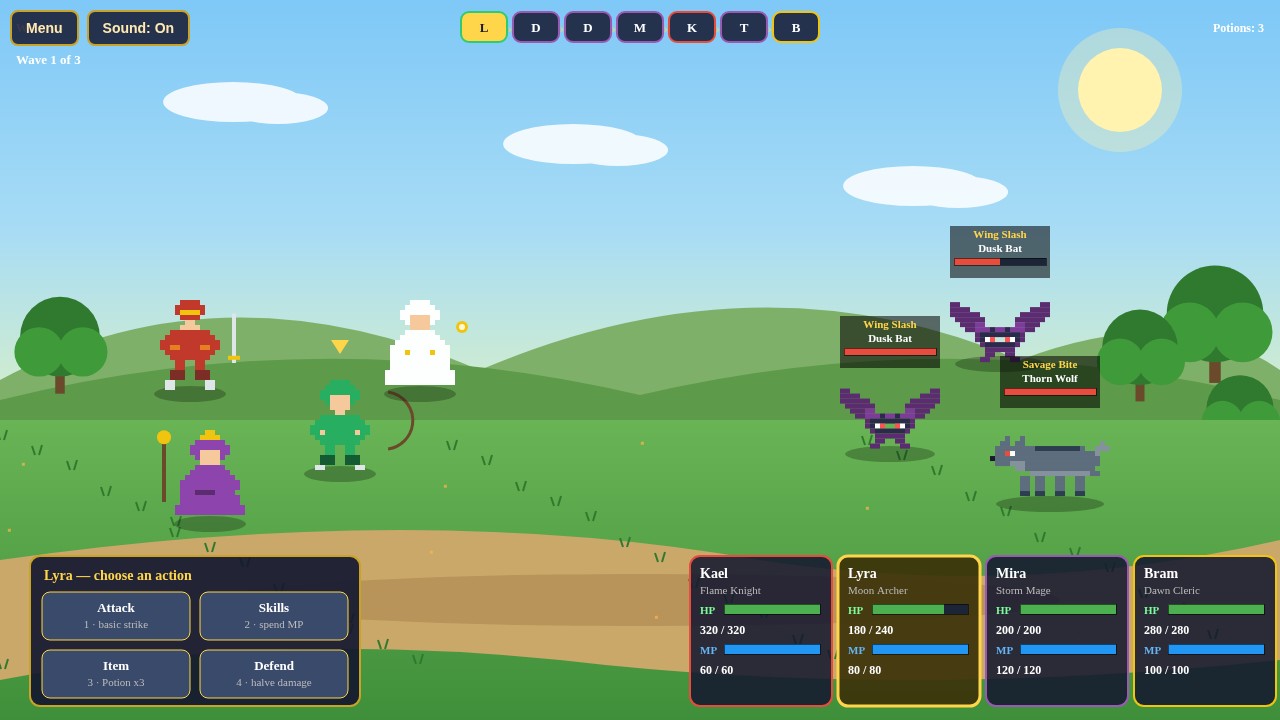 Menu
Sound: On
L D D M K T B
Potions: 3
Wave 1 of 3
Wing Slash
Dusk Bat
Wing Slash
Dusk Bat
Savage Bite
Thorn Wolf
Lyra — choose an action
Attack
1 · basic strike
Skills
2 · spend MP
Item
3 · Potion x3
Defend
4 · halve damage
Kael
Flame Knight
HP
320 / 320
MP
60 / 60
Lyra
Moon Archer
HP
180 / 240
MP
80 / 80
Mira
Storm Mage
HP
200 / 200
MP
120 / 120
Bram
Dawn Cleric
HP
280 / 280
MP
100 / 100